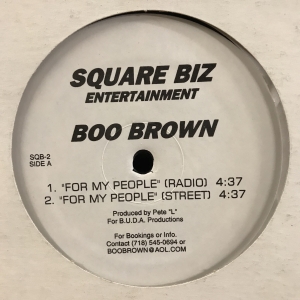 SQUARE BIZ
ENTERTAINMENT
BOO BROWN
SQB-2
SIDE A
1. "FOR MY PEOPLE" (RADIO) 4:37
2. "FOR MY PEOPLE" (STREET) 4:37
Produced by Pete "L"
For B.U.D.A. Productions
For Bookings or Info.
Contact (718) 545-0694 or
BOOBROWN@AOL.COM